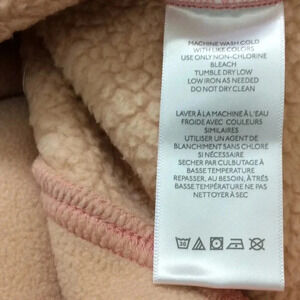 MACHINE WASH COLD
WITH LIKE COLORS
USE ONLY NON-CHLORINE
BLEACH
TUMBLE DRY LOW
LOW IRON AS NEEDED
DO NOT DRY CLEAN
LAVER À LA MACHINE À L'EAU
FROIDE AVEC COULEURS
SIMILAIRES
UTILISER UN AGENT DE
BLANCHIMENT SANS CHLORE
SI NÉCESSAIRE
SECHER PAR CULBUTAGE À
BASSE TEMPERATURE
REPASSER, AU BESOIN, À TRÈS
BASSE TEMPÉRATURE NE PAS
NETTOYER À SEC